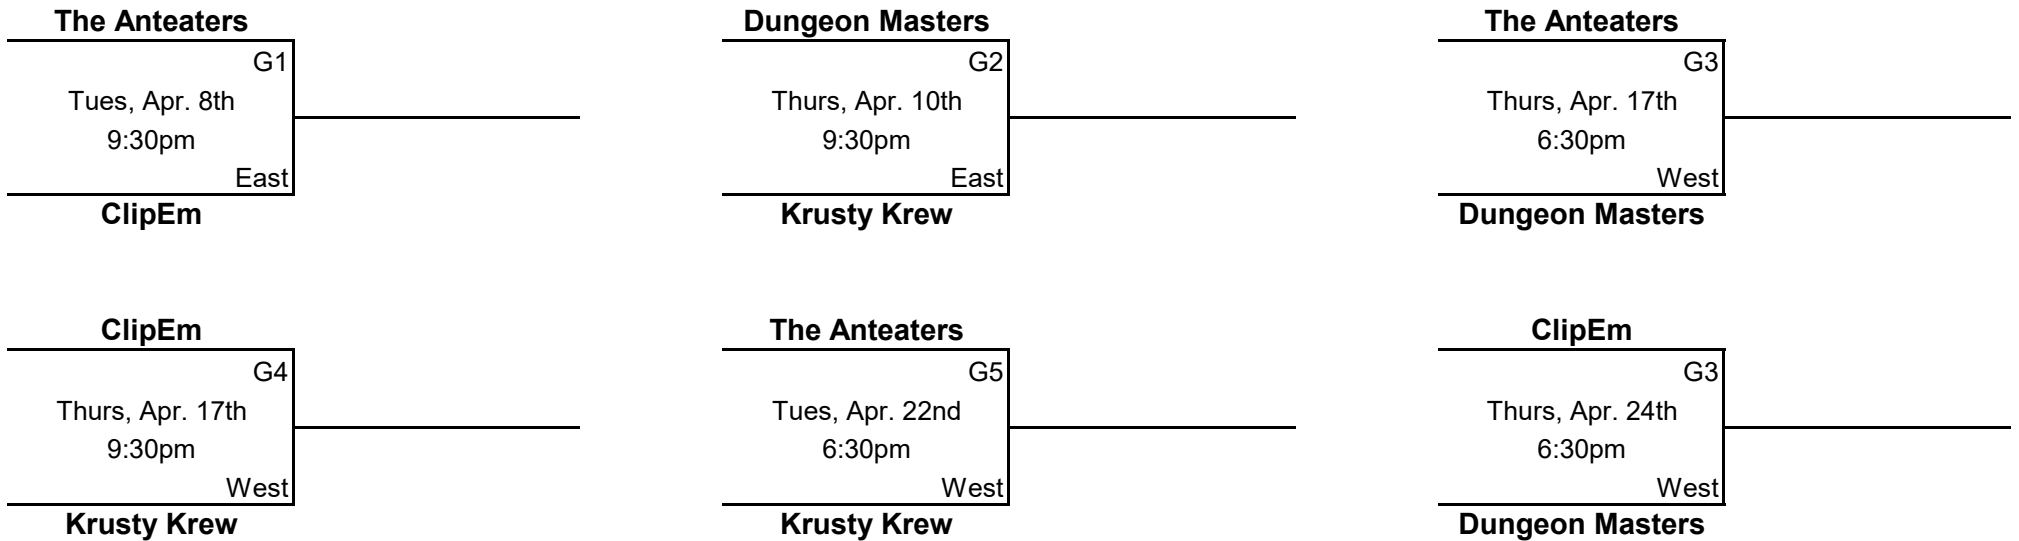 The Anteaters
G1
Tues, Apr. 8th
9:30pm
East
ClipEm
Dungeon Masters
G2
Thurs, Apr. 10th
9:30pm
East
Krusty Krew
The Anteaters
G3
Thurs, Apr. 17th
6:30pm
West
Dungeon Masters
ClipEm
G4
Thurs, Apr. 17th
9:30pm
West
Krusty Krew
The Anteaters
G5
Tues, Apr. 22nd
6:30pm
West
Krusty Krew
ClipEm
G3
Thurs, Apr. 24th
6:30pm
West
Dungeon Masters